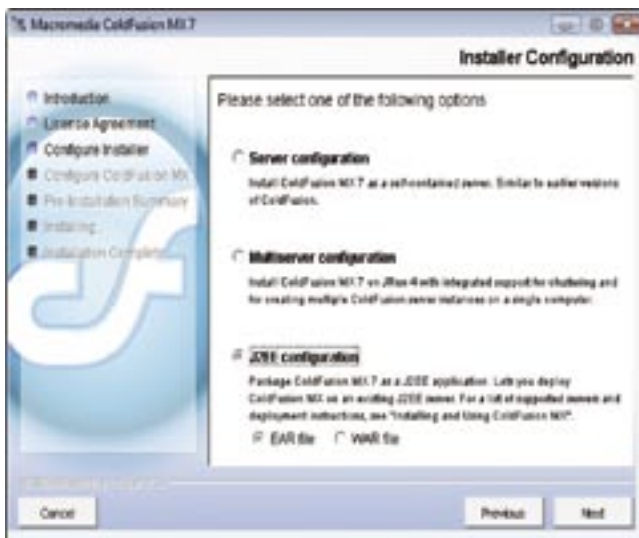 Macromedia ColdFusion MX 7
Installer Configuration
Introduction
License Agreement
Configure Installer
Configure ColdFusion MX
Pre-Installation Summary
Installing...
Installation Complete
Please select one of the following options
Server configuration
Install ColdFusion MX 7 as a self-contained server. Similar to earlier versions
of ColdFusion.
Multiserver configuration
Install ColdFusion MX 7 on JRun 4 with integrated support for clustering and
for creating multiple ColdFusion server instances on a single computer.
J2EE configuration
Package ColdFusion MX 7 as a J2EE application. Lets you deploy
ColdFusion MX on an existing J2EE server. For a list of supported servers and
deployment instructions, see "Installing and Using ColdFusion MX".
EAR file WAR file
Cancel Previous Next